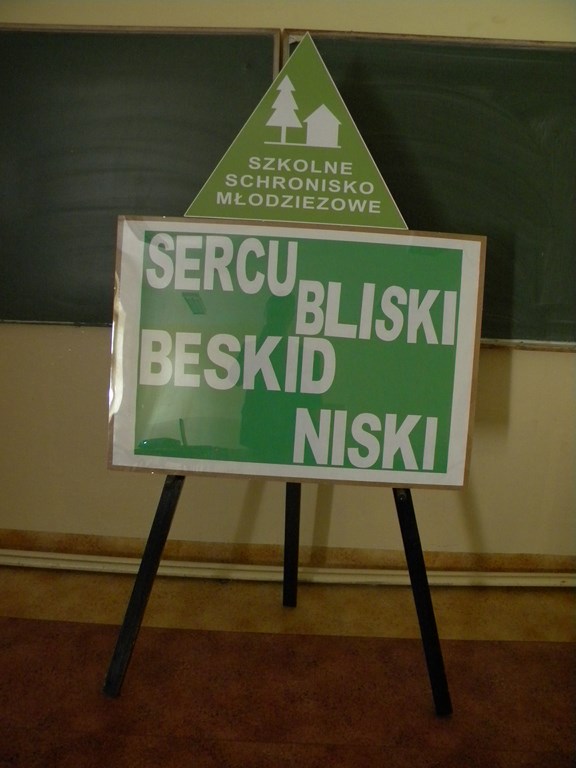 SZKOLNE
SCHRONISKO
MŁODZIEZOWE
SERCU
BLISKI
BESKID
NISKI